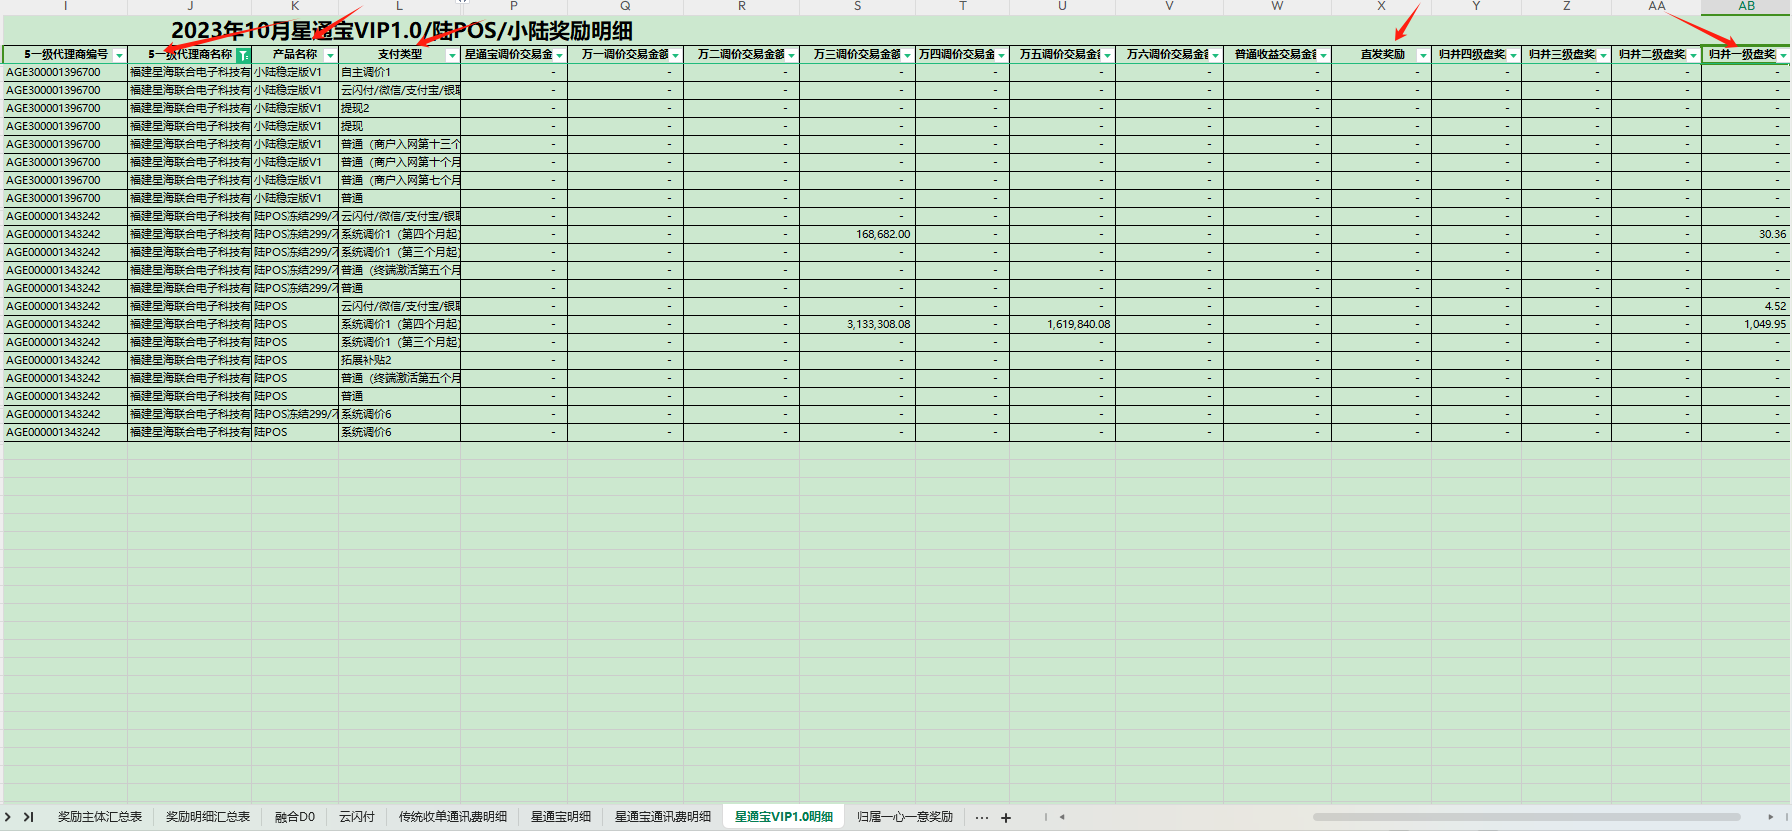 I J K L P Q R S T U V W X Y Z AA AB
2023年10月星通宝VIP1.0/陆POS/小陆奖励明细
5一级代理商编号 5一级代理商名称 产品名称 支付类型 星通宝调价交易金 万一调价交易金额 万二调价交易金额 万三调价交易金额 万四调价交易金 万五调价交易金额 万六调价交易金 普通收益交易金额 直发奖励 归井四级盘奖 归井三级盘奖 归井二级盘奖 归井一级盘奖
AGE300001396700 福建星海联合电子科技有 小陆稳定版V1 自主调价1 - - - - - - - - - - - - -
AGE300001396700 福建星海联合电子科技有 小陆稳定版V1 云闪付/微信/支付宝/银联 - - - - - - - - - - - - -
AGE300001396700 福建星海联合电子科技有 小陆稳定版V1 提现2 - - - - - - - - - - - - -
AGE300001396700 福建星海联合电子科技有 小陆稳定版V1 提现 - - - - - - - - - - - - -
AGE300001396700 福建星海联合电子科技有 小陆稳定版V1 普通（商户入网第十三个 - - - - - - - - - - - - -
AGE300001396700 福建星海联合电子科技有 小陆稳定版V1 普通（商户入网第十个月 - - - - - - - - - - - - -
AGE300001396700 福建星海联合电子科技有 小陆稳定版V1 普通（商户入网第七个月 - - - - - - - - - - - - -
AGE300001396700 福建星海联合电子科技有 小陆稳定版V1 普通 - - - - - - - - - - - - -
AGE000001343242 福建星海联合电子科技有 陆POS冻结299/不 云闪付/微信/支付宝/银联 - - - - - - - - - - - - -
AGE000001343242 福建星海联合电子科技有 陆POS冻结299/不 系统调价1（第四个月起） - - - 168,682.00 - - - - - - - - 30.36
AGE000001343242 福建星海联合电子科技有 陆POS冻结299/不 系统调价1（第三个月起） - - - - - - - - - - - - -
AGE000001343242 福建星海联合电子科技有 陆POS冻结299/不 普通（终端激活第五个月 - - - - - - - - - - - - -
AGE000001343242 福建星海联合电子科技有 陆POS冻结299/不 普通 - - - - - - - - - - - - -
AGE000001343242 福建星海联合电子科技有 陆POS 云闪付/微信/支付宝/银联 - - - - - - - - - - - - 4.52
AGE000001343242 福建星海联合电子科技有 陆POS 系统调价1（第四个月起） - - - 3,133,308.08 - 1,619,840.08 - - - - - - 1,049.95
AGE000001343242 福建星海联合电子科技有 陆POS 系统调价1（第三个月起） - - - - - - - - - - - - -
AGE000001343242 福建星海联合电子科技有 陆POS 拓展补贴2 - - - - - - - - - - - - -
AGE000001343242 福建星海联合电子科技有 陆POS 普通（终端激活第五个月 - - - - - - - - - - - - -
AGE000001343242 福建星海联合电子科技有 陆POS 普通 - - - - - - - - - - - - -
AGE000001343242 福建星海联合电子科技有 陆POS冻结299/不 系统调价6 - - - - - - - - - - - - -
AGE000001343242 福建星海联合电子科技有 陆POS 系统调价6 - - - - - - - - - - - - -
奖励主体汇总表 奖励明细汇总表 融合D0 云闪付 传统收单通讯费明细 星通宝明细 星通宝通讯费明细 星通宝VIP1.0明细 归属一心一意奖励 ··· +